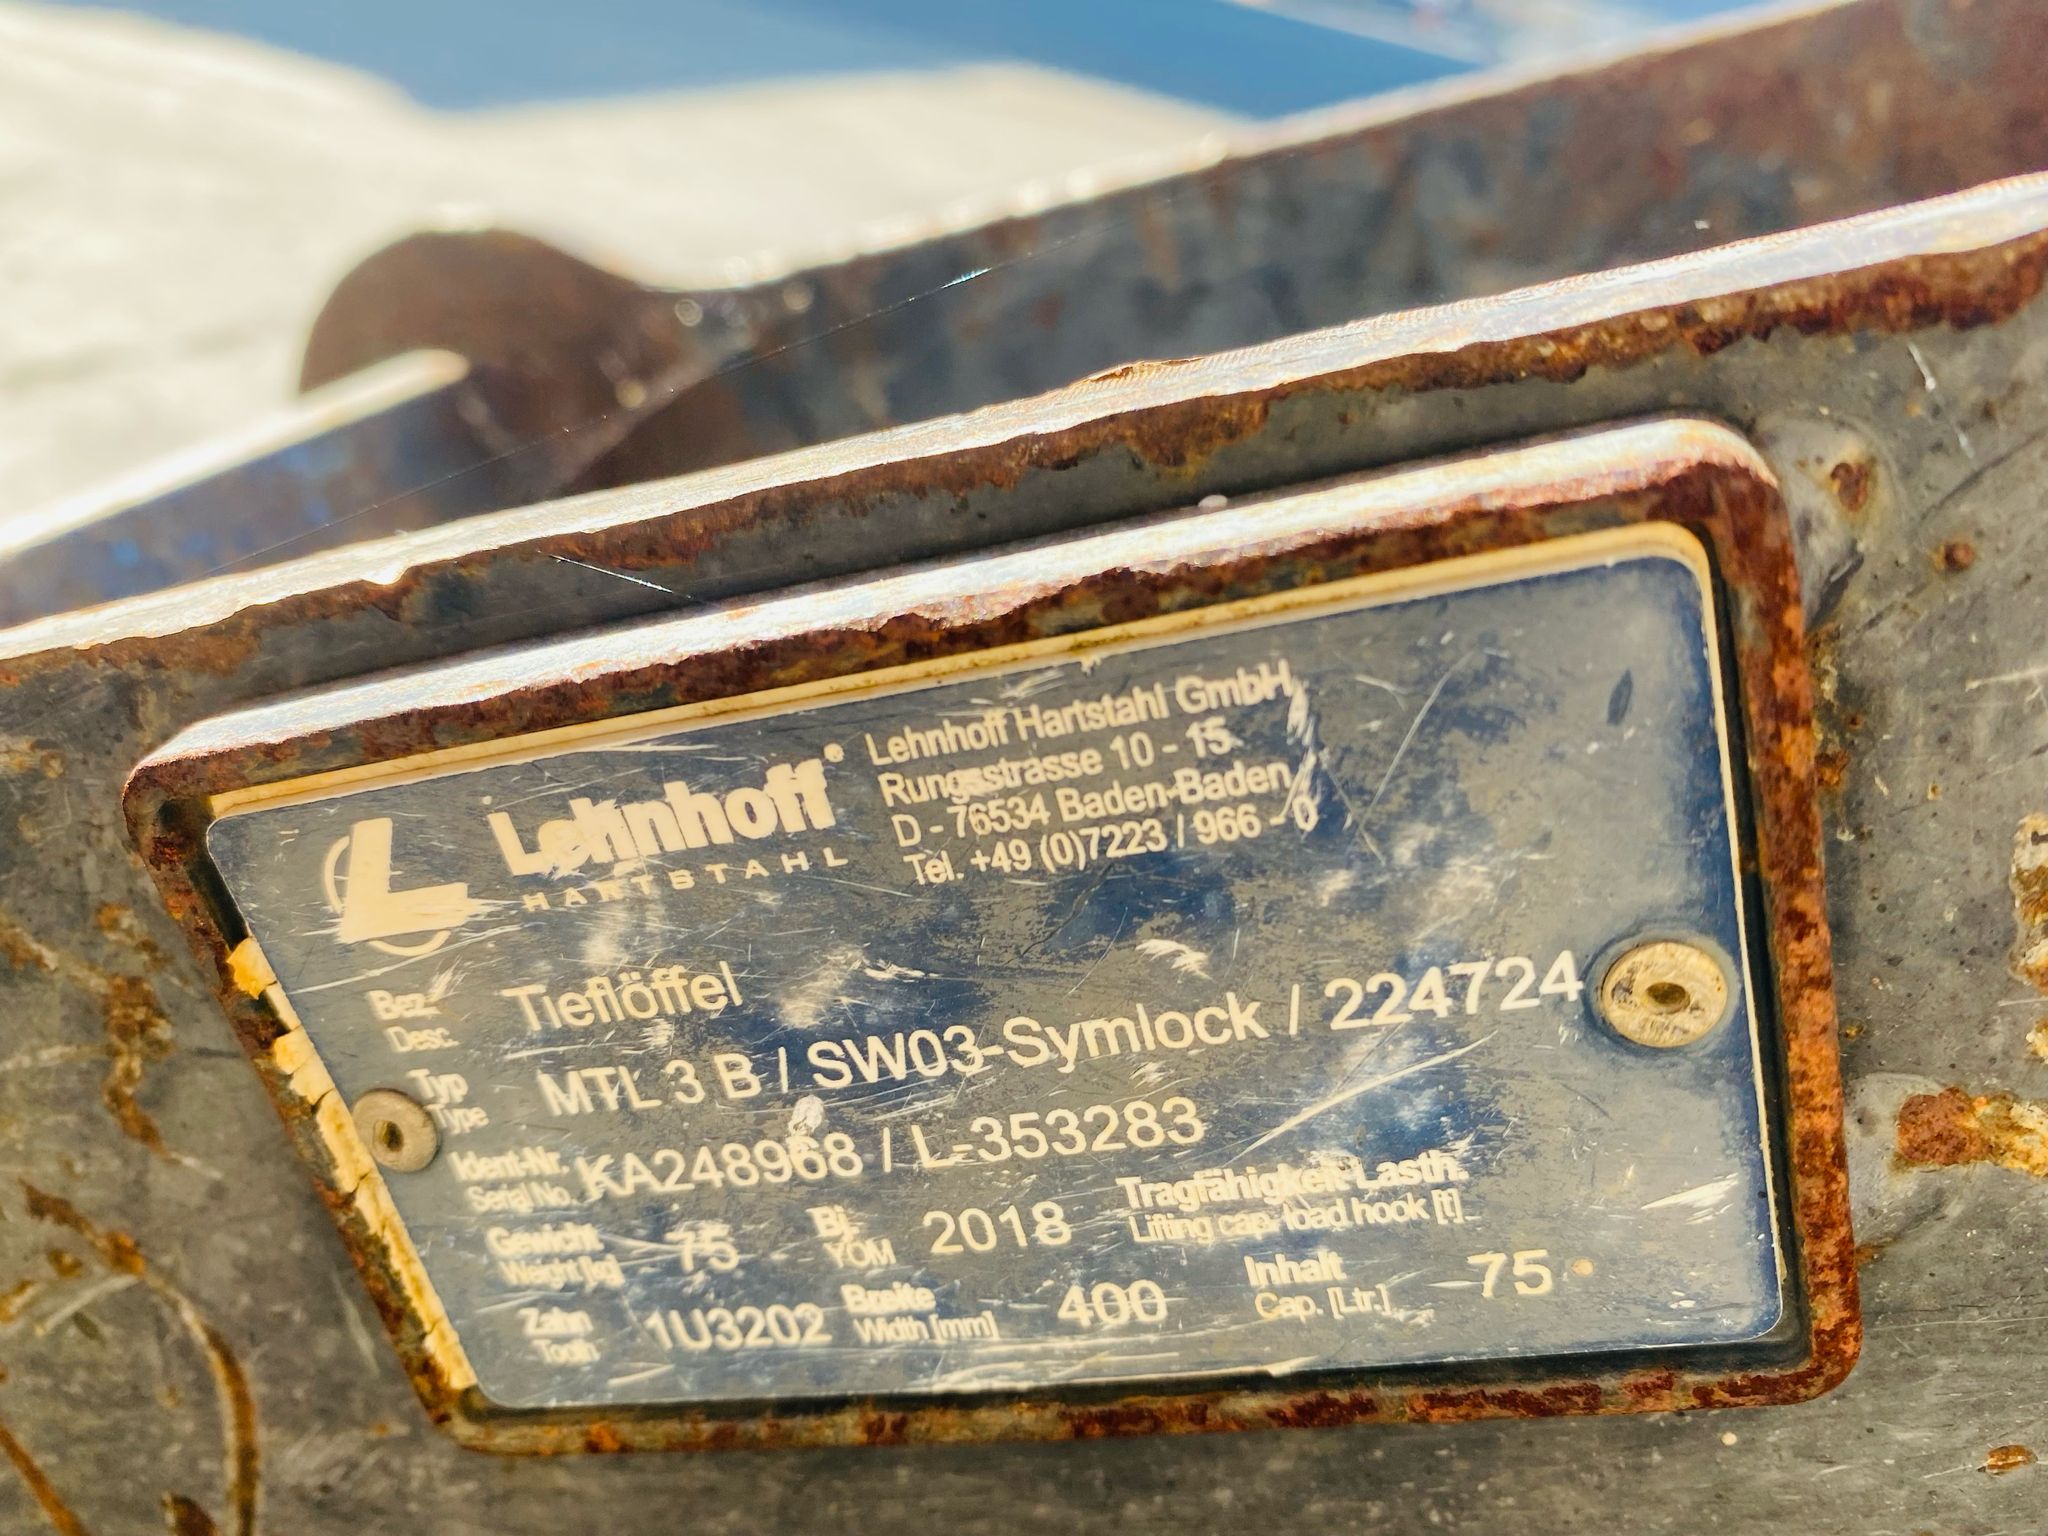 L Lehnhoff®
HARTSTAHL
Lehnhoff Hartstahl GmbH
Rungsstrasse 10 - 15
D - 76534 Baden-Baden
Tel. +49 (0)7223 / 966 - 0
Bez. Tieflöffel
Desc.
Typ MTL 3 B / SW03-Symlock / 224724
Type
Ident-Nr. KA248968 / L-353283
Serial No.
Gewicht 75 Bj. 2018 Tragfähigkeit Lasth.
Weight [kg] YOM Lifting cap. load hook [t]
Zahn 1U3202 Breite 400 Inhalt 75
Tooth Width [mm] Cap. [Ltr.]